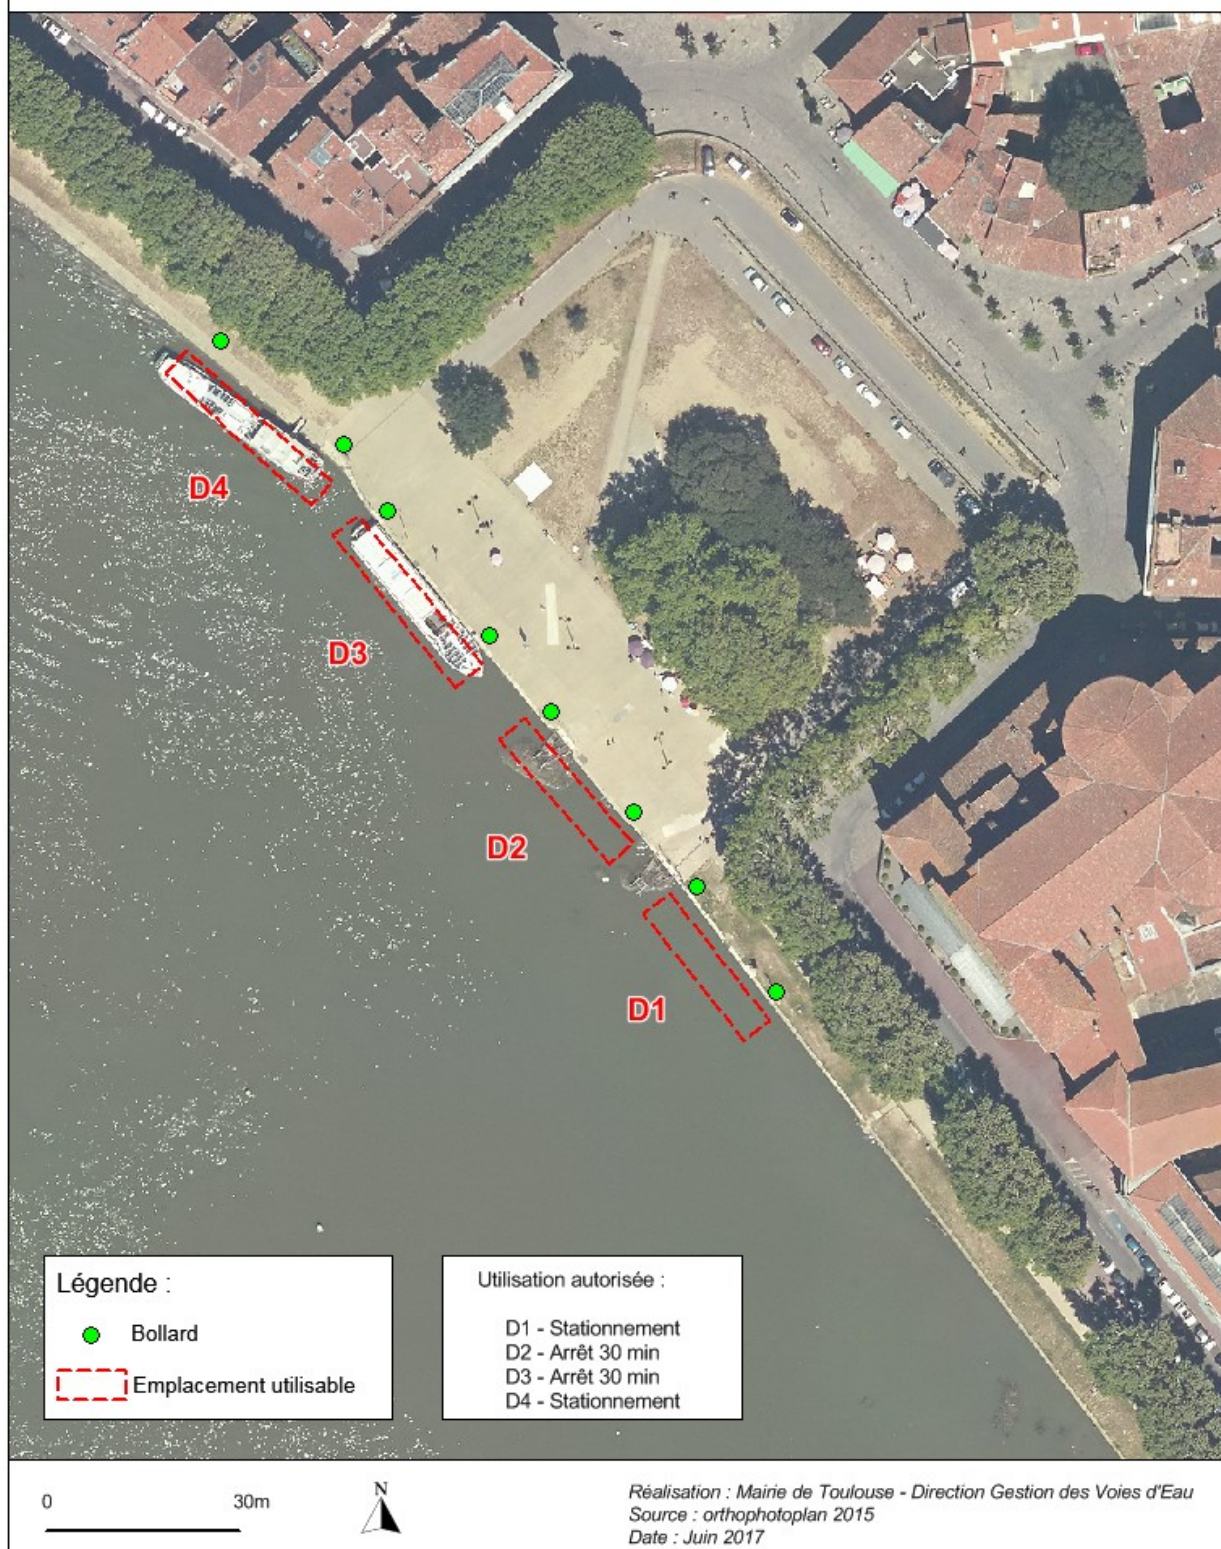 D4
D3
D2
D1
Légende :
Bollard
Emplacement utilisable
Utilisation autorisée :
D1 - Stationnement
D2 - Arrêt 30 min
D3 - Arrêt 30 min
D4 - Stationnement
0 30m
N
Réalisation : Mairie de Toulouse - Direction Gestion des Voies d'Eau
Source : orthophotoplan 2015
Date : Juin 2017